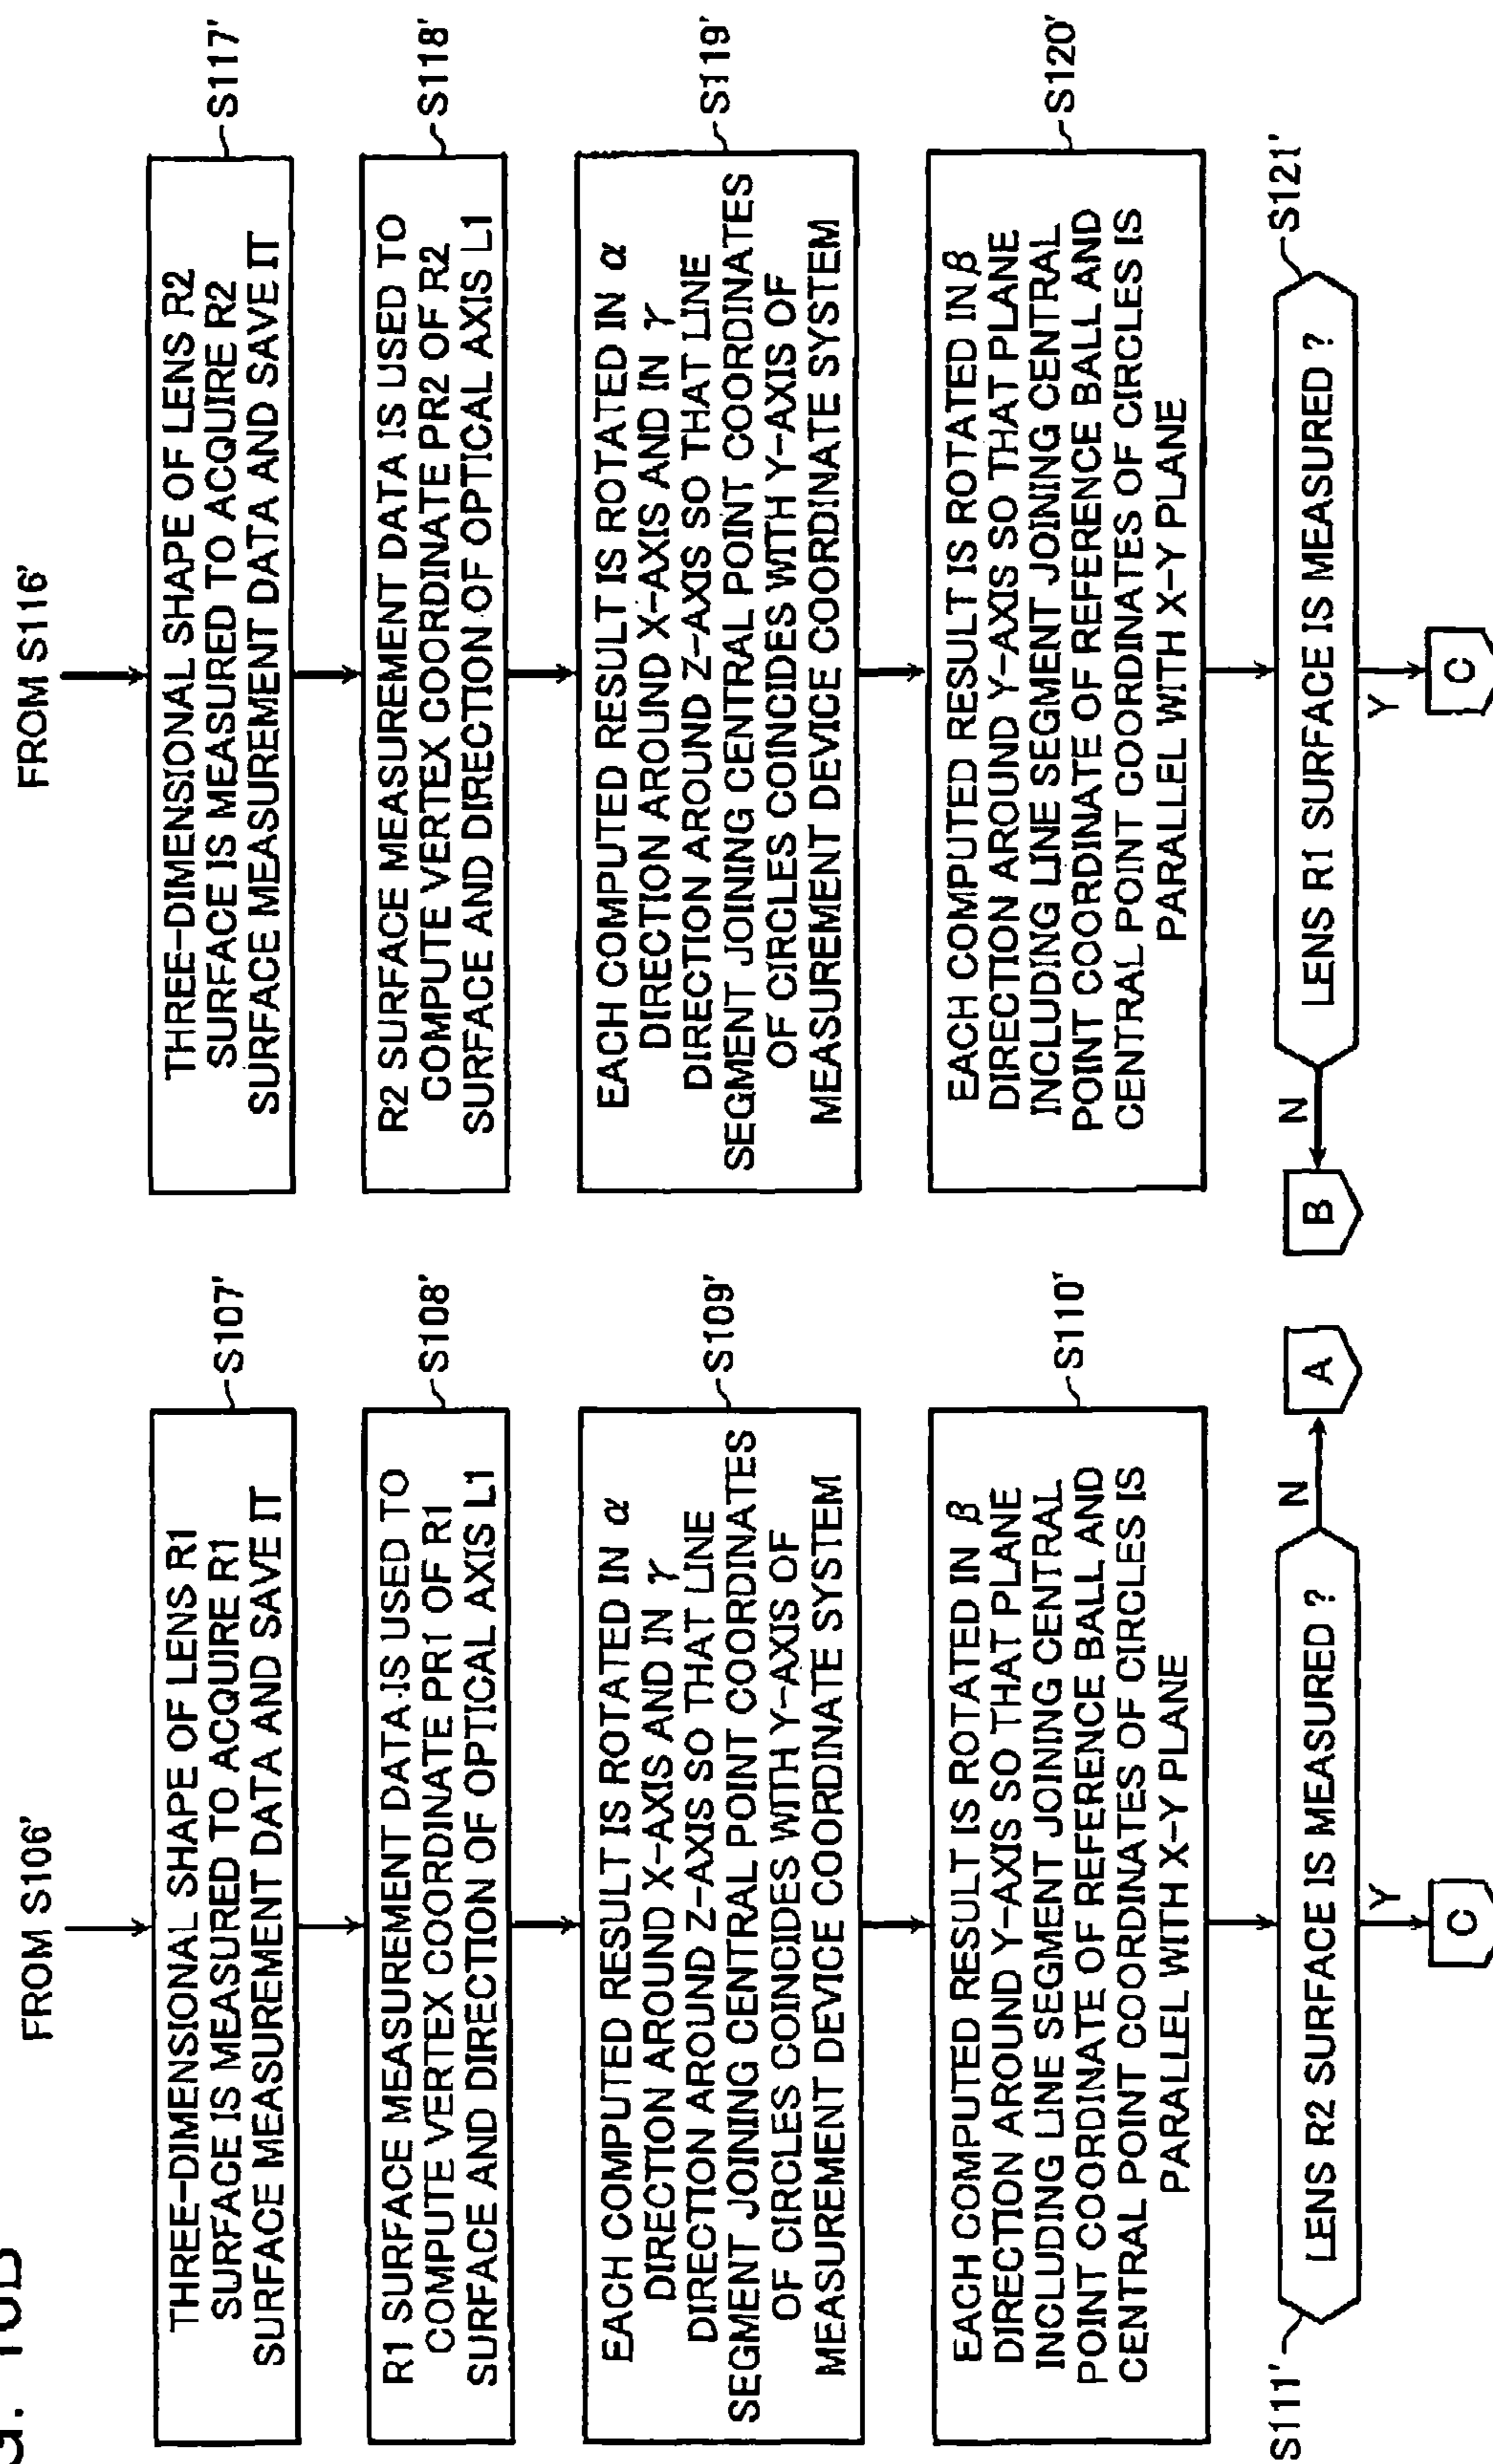 G. 10B
FROM S106'
THREE-DIMENSIONAL SHAPE OF LENS R1
SURFACE IS MEASURED TO ACQUIRE R1
SURFACE MEASUREMENT DATA AND SAVE IT
S107'
R1 SURFACE MEASUREMENT DATA IS USED TO
COMPUTE VERTEX COORDINATE PR1 OF R1
SURFACE AND DIRECTION OF OPTICAL AXIS L1
S108'
EACH COMPUTED RESULT IS ROTATED IN α
DIRECTION AROUND X-AXIS AND IN γ
DIRECTION AROUND Z-AXIS SO THAT LINE
SEGMENT JOINING CENTRAL POINT COORDINATES
OF CIRCLES COINCIDES WITH Y-AXIS OF
MEASUREMENT DEVICE COORDINATE SYSTEM
S109'
EACH COMPUTED RESULT IS ROTATED IN β
DIRECTION AROUND Y-AXIS SO THAT PLANE
INCLUDING LINE SEGMENT JOINING CENTRAL
POINT COORDINATE OF REFERENCE BALL AND
CENTRAL POINT COORDINATES OF CIRCLES IS
PARALLEL WITH X-Y PLANE
S110'
S111'
LENS R2 SURFACE IS MEASURED ?
N
A
Y
C
FROM S116'
THREE-DIMENSIONAL SHAPE OF LENS R2
SURFACE IS MEASURED TO ACQUIRE R2
SURFACE MEASUREMENT DATA AND SAVE IT
S117'
R2 SURFACE MEASUREMENT DATA IS USED TO
COMPUTE VERTEX COORDINATE PR2 OF R2
SURFACE AND DIRECTION OF OPTICAL AXIS L1
S118'
EACH COMPUTED RESULT IS ROTATED IN α
DIRECTION AROUND X-AXIS AND IN γ
DIRECTION AROUND Z-AXIS SO THAT LINE
SEGMENT JOINING CENTRAL POINT COORDINATES
OF CIRCLES COINCIDES WITH Y-AXIS OF
MEASUREMENT DEVICE COORDINATE SYSTEM
S119'
EACH COMPUTED RESULT IS ROTATED IN β
DIRECTION AROUND Y-AXIS SO THAT PLANE
INCLUDING LINE SEGMENT JOINING CENTRAL
POINT COORDINATE OF REFERENCE BALL AND
CENTRAL POINT COORDINATES OF CIRCLES IS
PARALLEL WITH X-Y PLANE
S120'
LENS R1 SURFACE IS MEASURED ?
S121'
N
B
Y
C